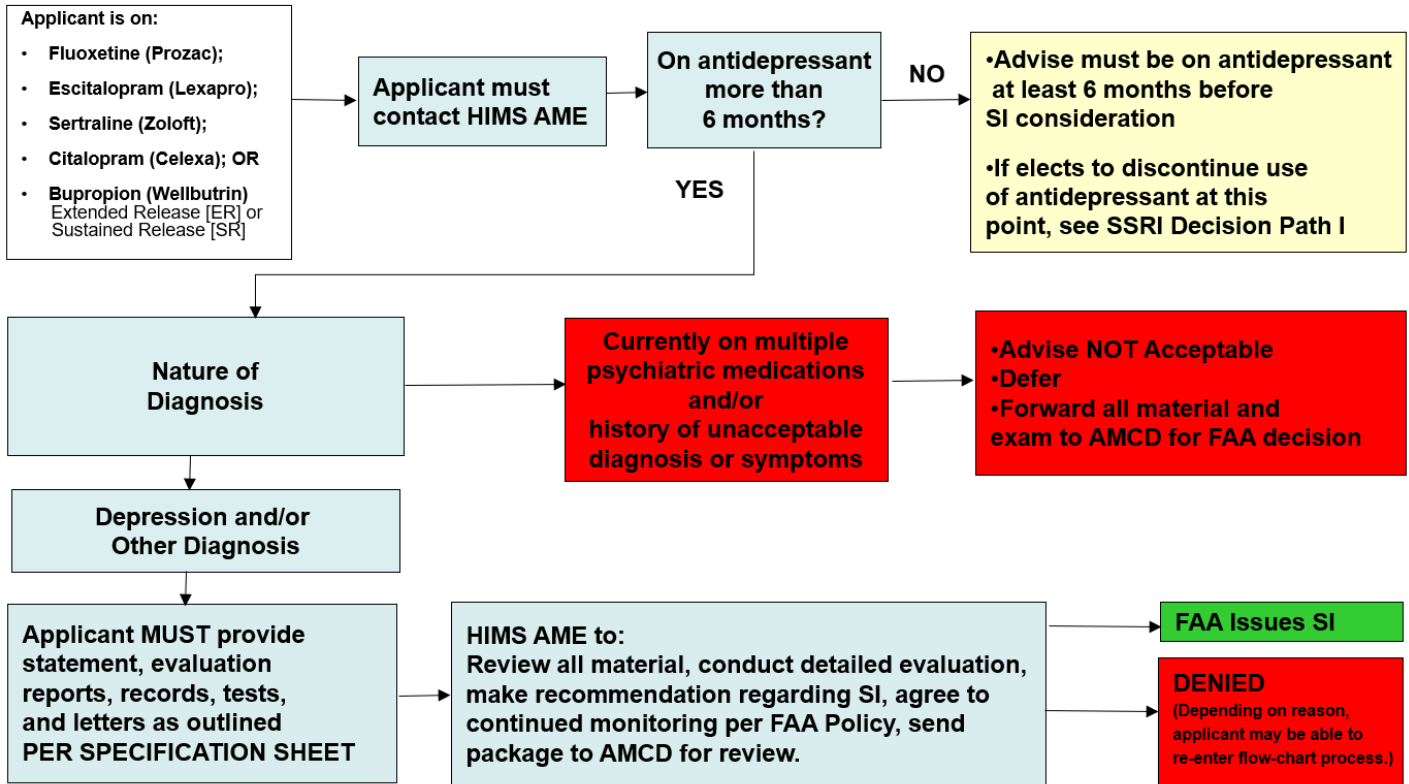 Applicant is on:
• Fluoxetine (Prozac);
• Escitalopram (Lexapro);
• Sertraline (Zoloft);
• Citalopram (Celexa); OR
• Bupropion (Wellbutrin)
Extended Release [ER] or
Sustained Release [SR]
Applicant must
contact HIMS AME
On antidepressant
more than
6 months?
NO
•Advise must be on antidepressant
at least 6 months before
SI consideration
•If elects to discontinue use
of antidepressant at this
point, see SSRI Decision Path I
YES
Nature of
Diagnosis
Currently on multiple
psychiatric medications
and/or
history of unacceptable
diagnosis or symptoms
•Advise NOT Acceptable
•Defer
•Forward all material and
exam to AMCD for FAA decision
Depression and/or
Other Diagnosis
Applicant MUST provide
statement, evaluation
reports, records, tests,
and letters as outlined
PER SPECIFICATION SHEET
HIMS AME to:
Review all material, conduct detailed evaluation,
make recommendation regarding SI, agree to
continued monitoring per FAA Policy, send
package to AMCD for review.
FAA Issues SI
DENIED
(Depending on reason,
applicant may be able to
re-enter flow-chart process.)